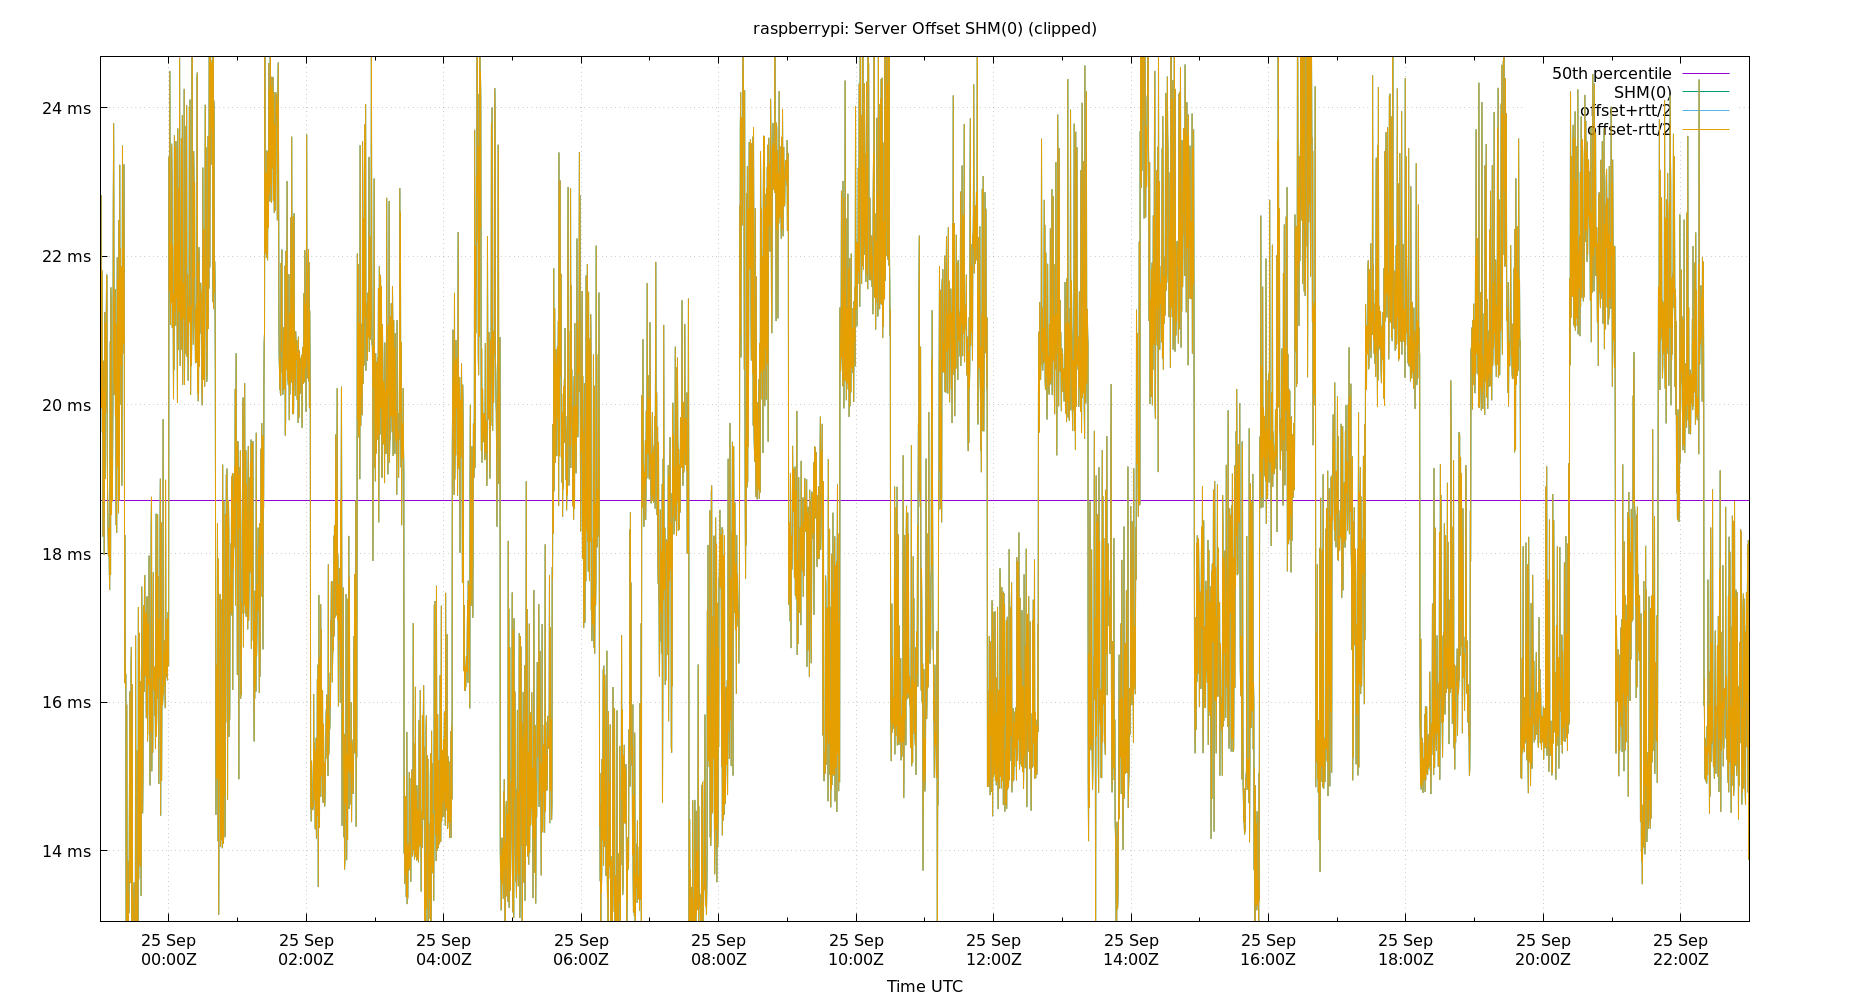 raspberrypi: Server Offset SHM(0) (clipped)
50th percentile
SHM(0)
offset+rtt/2
offset-rtt/2
24 ms
22 ms
20 ms
18 ms
16 ms
14 ms
25 Sep 25 Sep 25 Sep 25 Sep 25 Sep 25 Sep 25 Sep 25 Sep 25 Sep 25 Sep 25 Sep 25 Sep
00:00Z 02:00Z 04:00Z 06:00Z 08:00Z 10:00Z 12:00Z 14:00Z 16:00Z 18:00Z 20:00Z 22:00Z
Time UTC